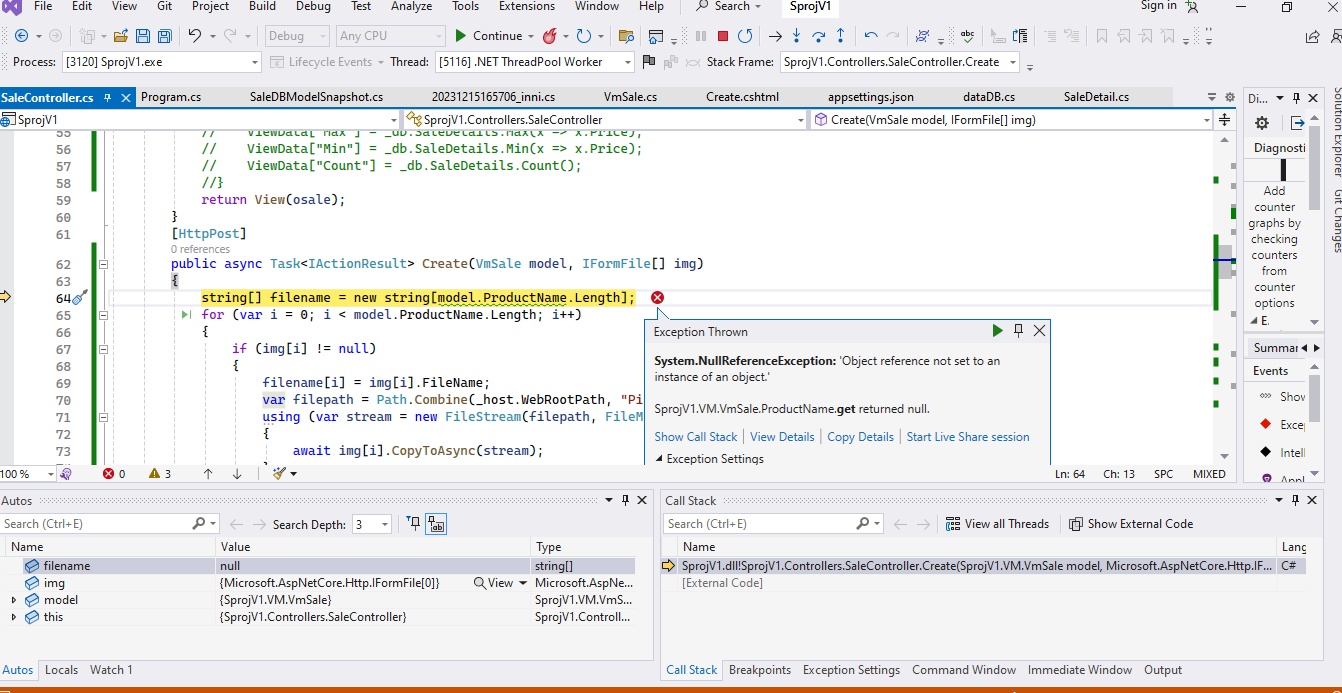 File Edit View Git Project Build Debug Test Analyze Tools Extensions Window Help Search SprojV1 Sign in
Debug Any CPU Continue
Process: [3120] SprojV1.exe Lifecycle Events Thread: [5116] .NET ThreadPool Worker Stack Frame: SprojV1.Controllers.SaleController.Create
SaleController.cs Program.cs SaleDBModelSnapshot.cs 20231215165706_inni.cs VmSale.cs Create.cshtml appsettings.json dataDB.cs SaleDetail.cs
SprojV1 SprojV1.Controllers.SaleController Create(VmSale model, IFormFile[] img)
55 // ViewData["Max"] = _db.SaleDetails.Max(x => x.Price);
56 // ViewData["Min"] = _db.SaleDetails.Min(x => x.Price);
57 // ViewData["Count"] = _db.SaleDetails.Count();
58 //}
59 return View(osale);
60 }
61 [HttpPost]
0 references
62 public async Task<IActionResult> Create(VmSale model, IFormFile[] img)
63 {
64 string[] filename = new string[model.ProductName.Length];
65 for (var i = 0; i < model.ProductName.Length; i++)
66 {
67 if (img[i] != null)
68 {
69 filename[i] = img[i].FileName;
70 var filepath = Path.Combine(_host.WebRootPath, "Pi
71 using (var stream = new FileStream(filepath, FileM
72 {
73 await img[i].CopyToAsync(stream);
Exception Thrown
System.NullReferenceException: 'Object reference not set to an
instance of an object.'
SprojV1.VM.VmSale.ProductName.get returned null.
Show Call Stack View Details Copy Details Start Live Share session
Exception Settings
Di...
Diagnosti
Add
counter
graphs by
checking
counters
from
counter
options
E.
Summar
Events
Show
Exce
Intell
Solution Explorer
Git Changes
100 % 0 3 Ln: 64 Ch: 13 SPC MIXED
Autos
Search (Ctrl+E) Search Depth: 3
Name Value Type
filename null string[]
img {Microsoft.AspNetCore.Http.IFormFile[0]} View Microsoft.AspNe...
model {SprojV1.VM.VmSale} SprojV1.VM.VmS...
this {SprojV1.Controllers.SaleController} SprojV1.Controll...
Autos Locals Watch 1
Call Stack
Search (Ctrl+E) View all Threads Show External Code
Name Lang
SprojV1.dll!SprojV1.Controllers.SaleController.Create(SprojV1.VM.VmSale model, Microsoft.AspNetCore.Http.IF... C#
[External Code]
Call Stack Breakpoints Exception Settings Command Window Immediate Window Output